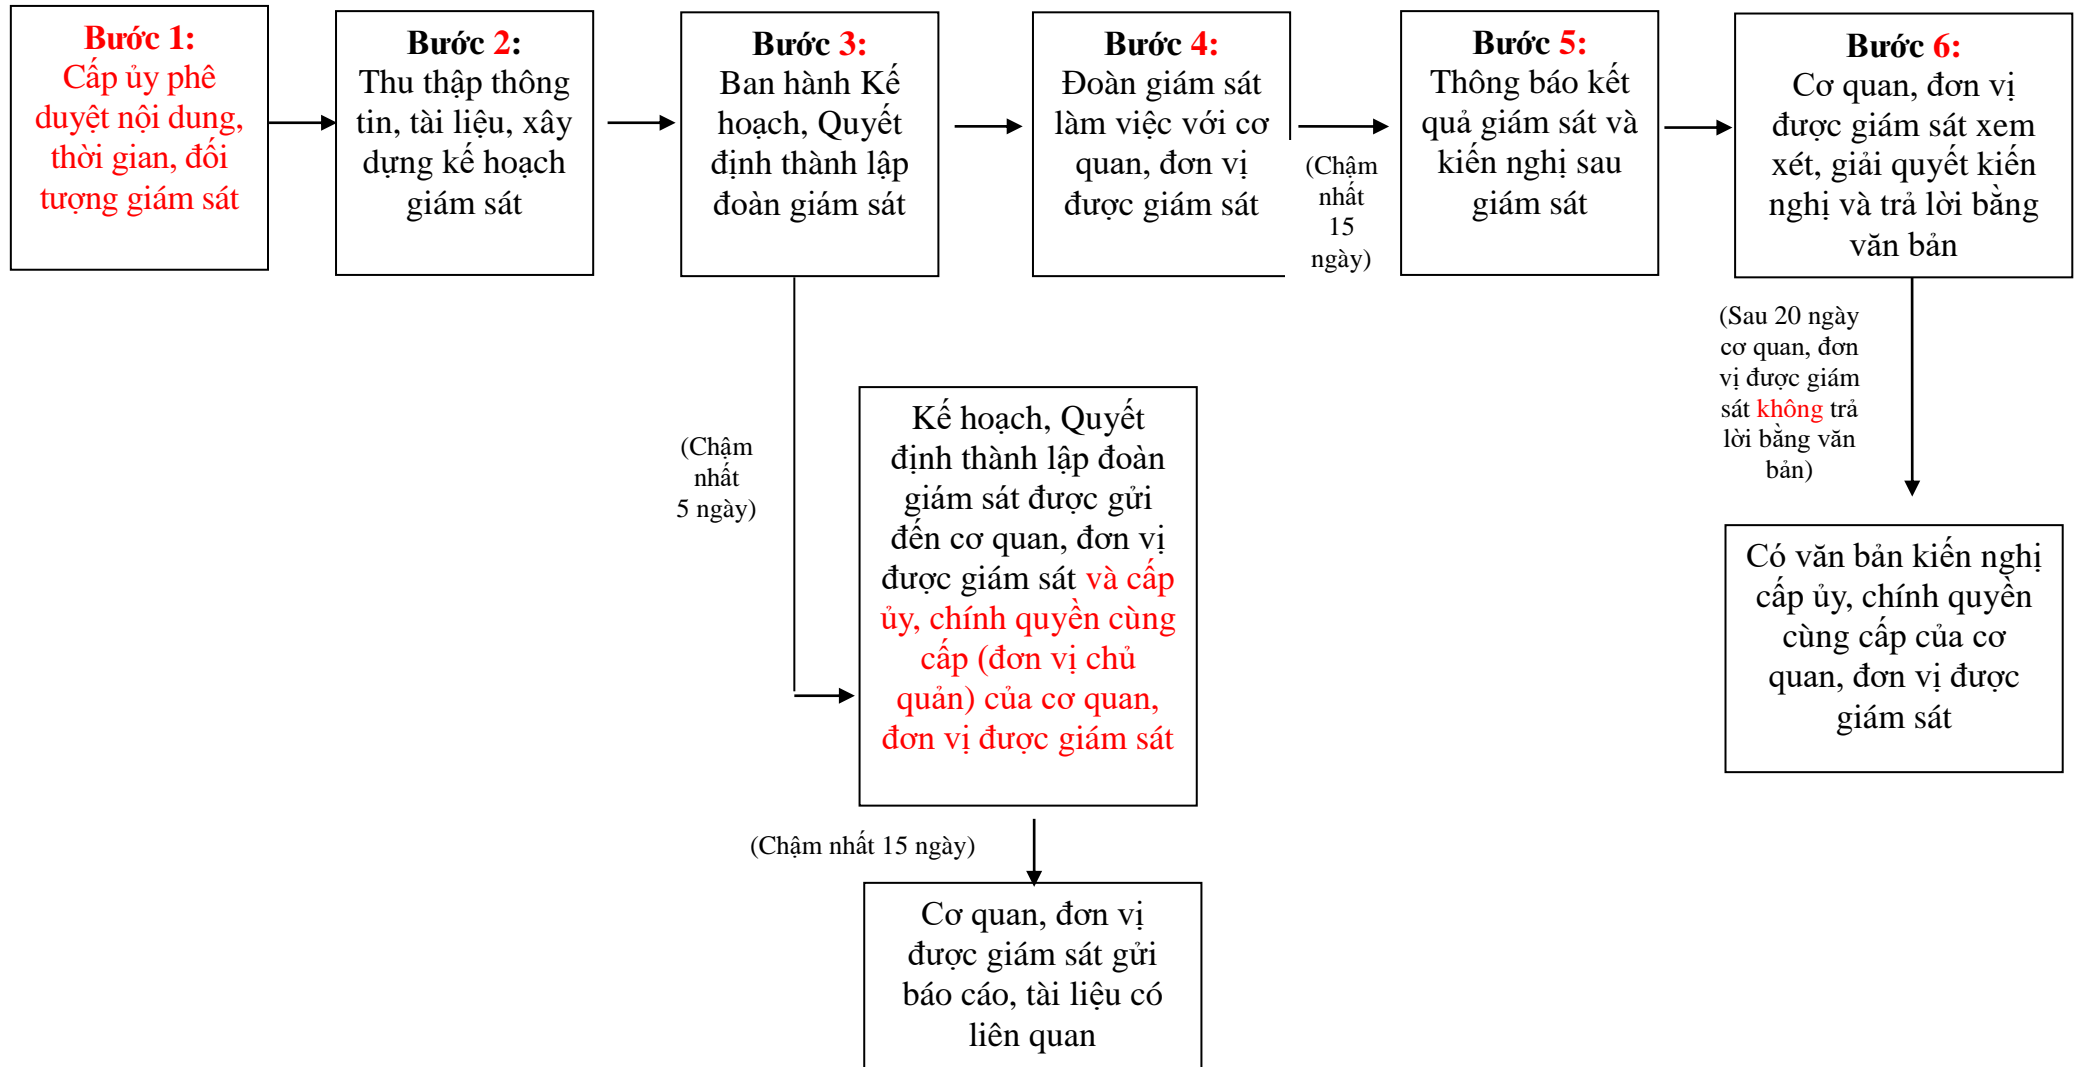 Bước 1:
Cấp ủy phê
duyệt nội dung,
thời gian, đối
tượng giám sát
Bước 2:
Thu thập thông
tin, tài liệu, xây
dựng kế hoạch
giám sát
Bước 3:
Ban hành Kế
hoạch, Quyết
định thành lập
đoàn giám sát
Bước 4:
Đoàn giám sát
làm việc với cơ
quan, đơn vị
được giám sát
(Chậm
nhất
15
ngày)
Bước 5:
Thông báo kết
quả giám sát và
kiến nghị sau
giám sát
Bước 6:
Cơ quan, đơn vị
được giám sát xem
xét, giải quyết kiến
nghị và trả lời bằng
văn bản
(Chậm
nhất
5 ngày)
Kế hoạch, Quyết
định thành lập đoàn
giám sát được gửi
đến cơ quan, đơn vị
được giám sát và cấp
ủy, chính quyền cùng
cấp (đơn vị chủ
quản) của cơ quan,
đơn vị được giám sát
(Chậm nhất 15 ngày)
Cơ quan, đơn vị
được giám sát gửi
báo cáo, tài liệu có
liên quan
(Sau 20 ngày
cơ quan, đơn
vị được giám
sát không trả
lời bằng văn
bản)
Có văn bản kiến nghị
cấp ủy, chính quyền
cùng cấp của cơ
quan, đơn vị được
giám sát